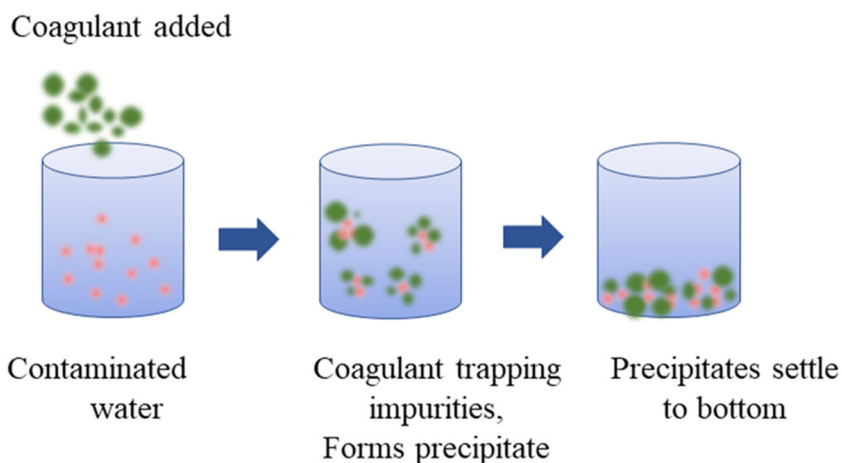 Coagulant added
Contaminated
water
Coagulant trapping
impurities,
Forms precipitate
Precipitates settle
to bottom